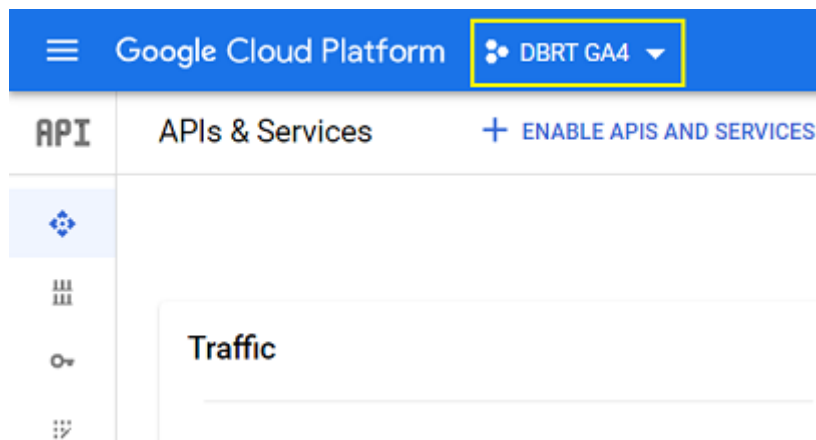 Google Cloud Platform DBRT GA4
API APIs & Services + ENABLE APIS AND SERVICES
Traffic